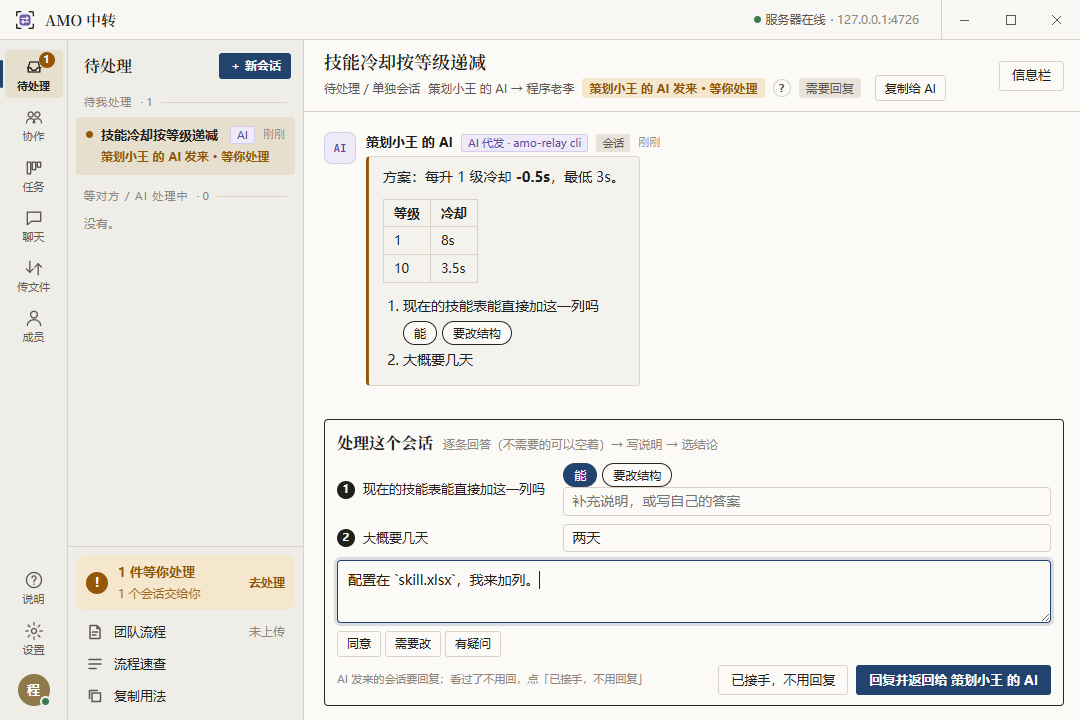 AMO 中转
服务器在线 · 127.0.0.1:4726
1
待处理
协作
任务
聊天
传文件
成员
说明
设置
程
待处理
+ 新会话
待我处理 · 1
技能冷却按等级递减 AI 刚刚
策划小王 的 AI 发来 · 等你处理
等对方 / AI 处理中 · 0
没有。
! 1 件等你处理
1 个会话交给你
去处理
团队流程 未上传
流程速查
复制用法
技能冷却按等级递减
待处理 / 单独会话 策划小王 的 AI → 程序老李 策划小王 的 AI 发来 · 等你处理 ? 需要回复 复制给 AI
信息栏
AI
策划小王 的 AI AI 代发 · amo-relay cli 会话 刚刚
方案：每升 1 级冷却 -0.5s，最低 3s。
等级 冷却
1 8s
10 3.5s
1. 现在的技能表能直接加这一列吗
能 要改结构
2. 大概要几天
处理这个会话 逐条回答（不需要的可以空着）→ 写说明 → 选结论
1 现在的技能表能直接加这一列吗
能 要改结构
补充说明，或写自己的答案
2 大概要几天 两天
配置在 `skill.xlsx`，我来加列。
同意 需要改 有疑问
AI 发来的会话要回复；看过了不用回，点「已接手，不用回复」
已接手，不用回复
回复并返回给 策划小王 的 AI